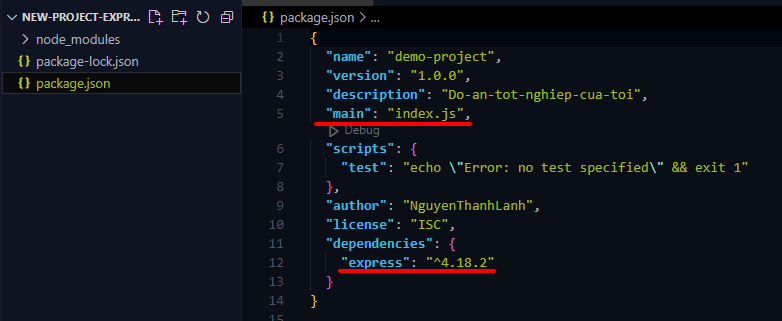 NEW-PROJECT-EXPR...
node_modules
package-lock.json
package.json
package.json > ...
1 {
2 "name": "demo-project",
3 "version": "1.0.0",
4 "description": "Do-an-tot-nghiep-cua-toi",
5 "main": "index.js",
Debug
6 "scripts": {
7 "test": "echo \"Error: no test specified\" && exit 1"
8 },
9 "author": "NguyenThanhLanh",
10 "license": "ISC",
11 "dependencies": {
12 "express": "^4.18.2"
13 }
14 }